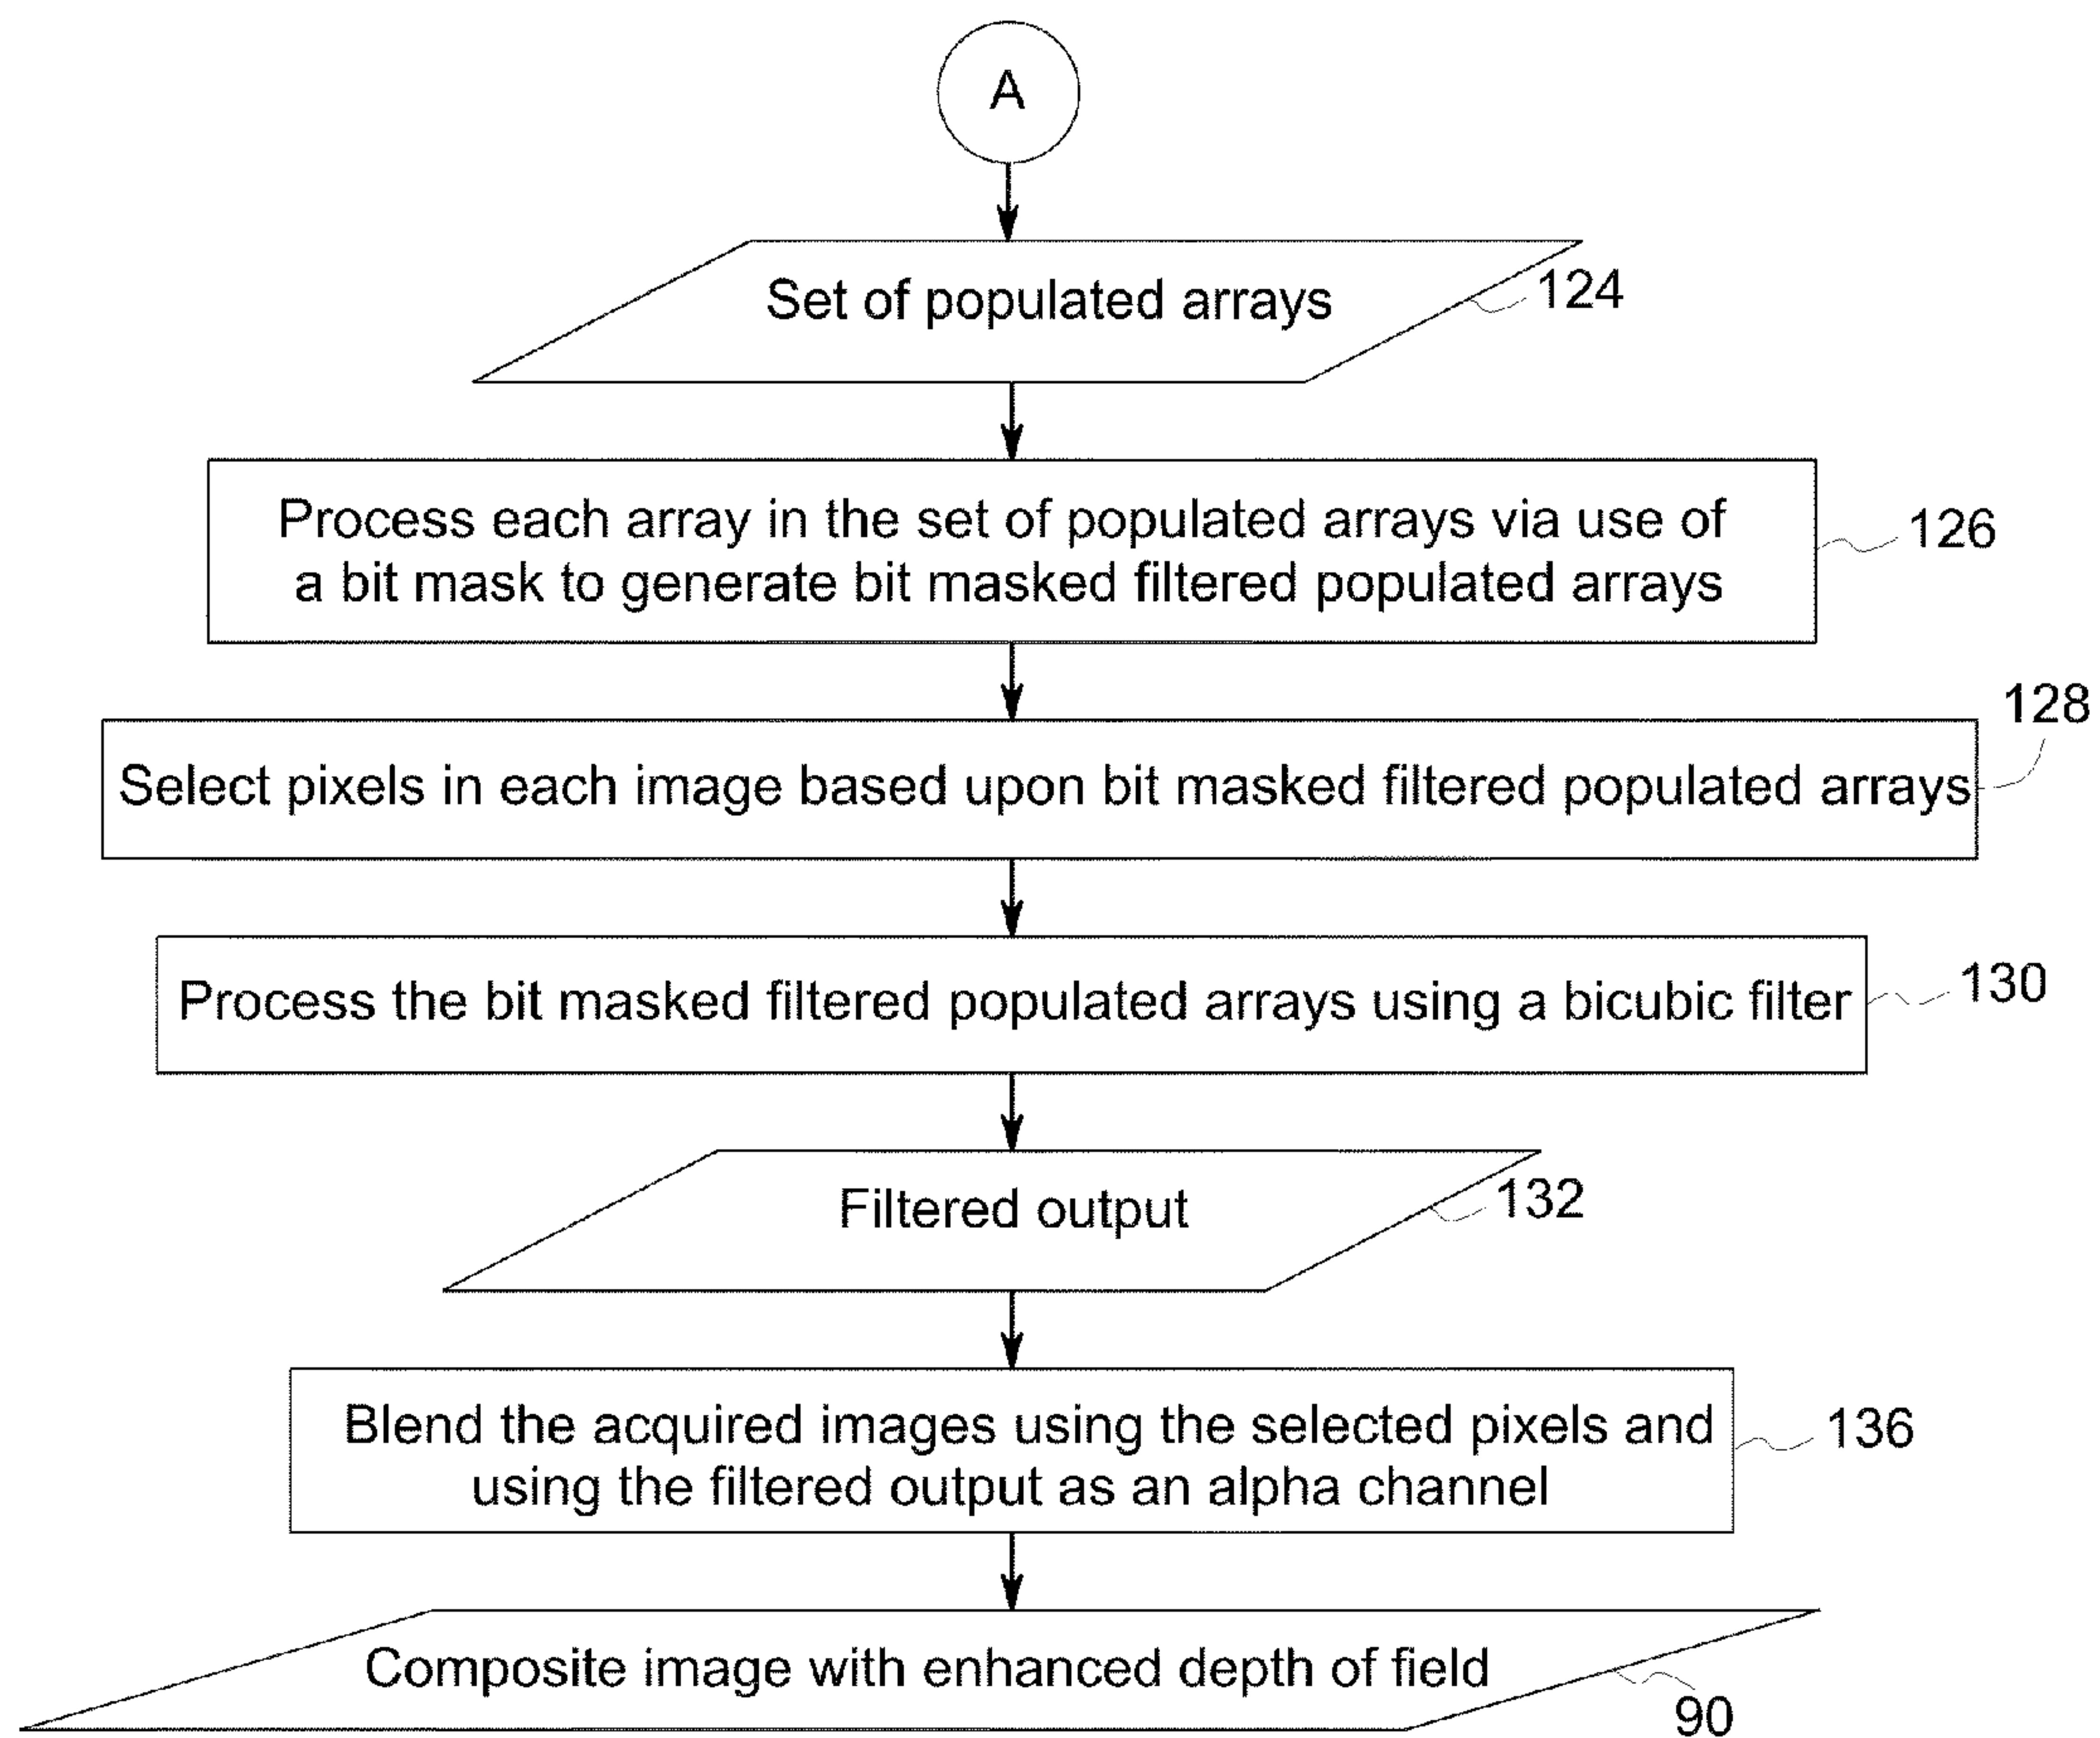 A
Set of populated arrays
124
Process each array in the set of populated arrays via use of
a bit mask to generate bit masked filtered populated arrays
126
128
Select pixels in each image based upon bit masked filtered populated arrays
Process the bit masked filtered populated arrays using a bicubic filter
130
Filtered output
132
Blend the acquired images using the selected pixels and
using the filtered output as an alpha channel
136
Composite image with enhanced depth of field
90